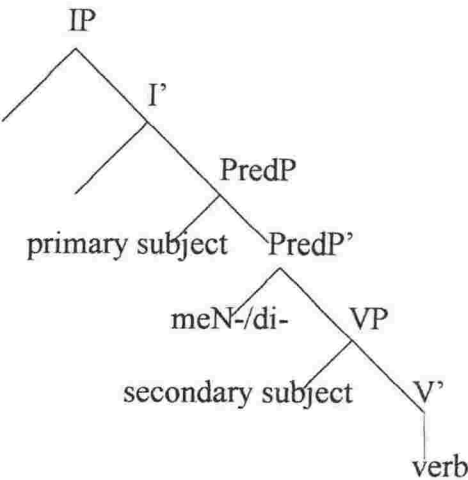 IP
I’
PredP
primary subject
PredP’
meN-/di-
VP
secondary subject
V’
verb